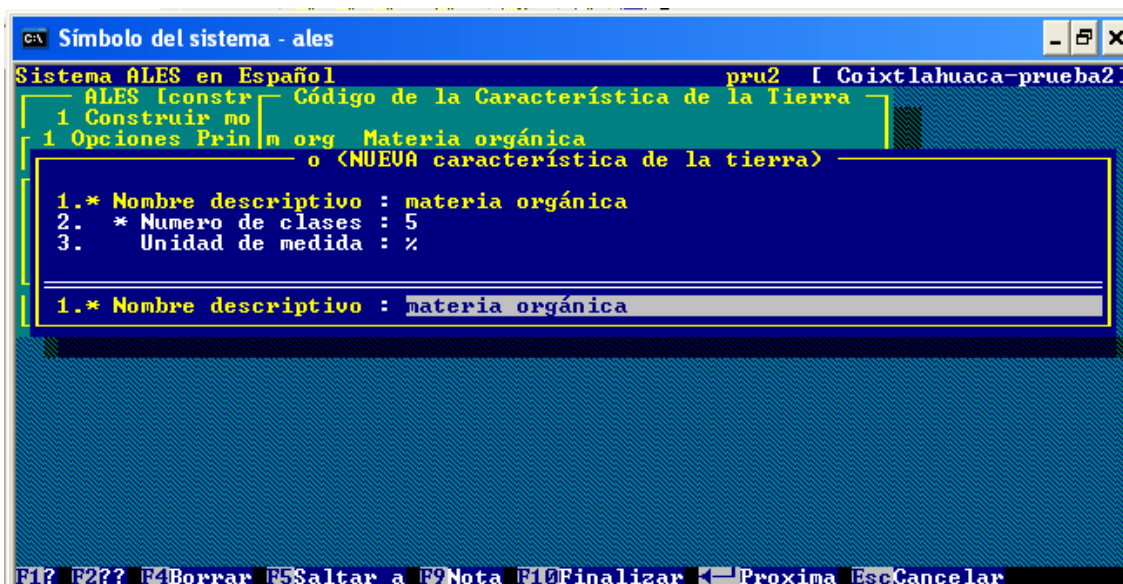 Símbolo del sistema - ales
Sistema ALES en Español pru2 [ Coixtlahuaca-prueba2]
ALES [constr Código de la Característica de la Tierra
1 Construir mo
1 Opciones Prin m org Materia orgánica
o (NUEVA característica de la tierra)
1.* Nombre descriptivo : materia orgánica
2. * Numero de clases : 5
3. Unidad de medida : %
1.* Nombre descriptivo : materia orgánica
F1? F2?? F4Borrar F5Saltar a F9Nota F10Finalizar ◄─┘Proxima EscCancelar